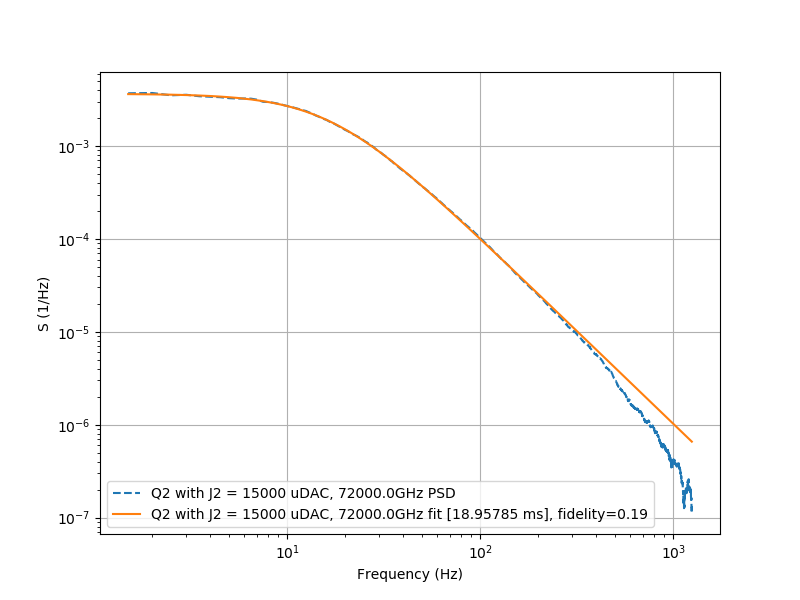 10⁻³
10⁻⁴
10⁻⁵
10⁻⁶
10⁻⁷
S (1/Hz)
Q2 with J2 = 15000 uDAC, 72000.0GHz PSD
Q2 with J2 = 15000 uDAC, 72000.0GHz fit [18.95785 ms], fidelity=0.19
10¹ 10² 10³
Frequency (Hz)